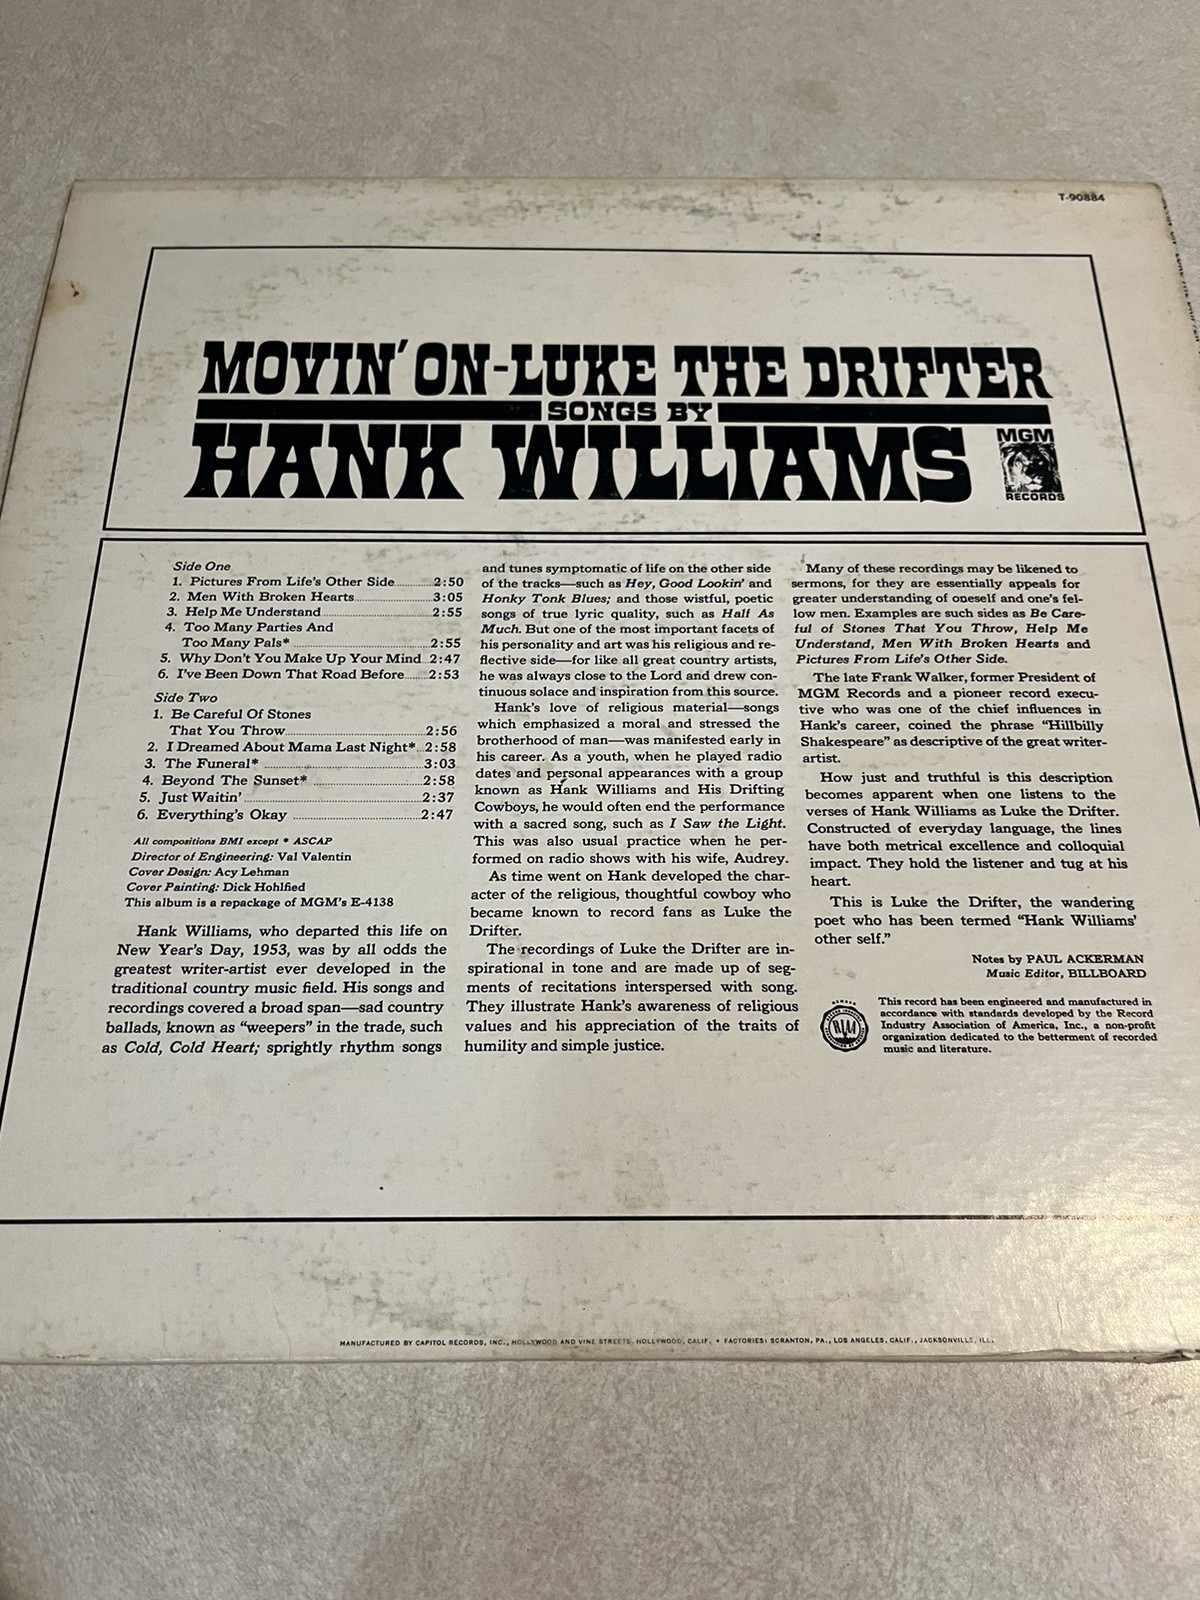 T-90884
MOVIN' ON-LUKE THE DRIFTER
SONGS BY
HANK WILLIAMS
MGM
RECORDS
Side One
1. Pictures From Life's Other Side 2:50
2. Men With Broken Hearts 3:05
3. Help Me Understand 2:55
4. Too Many Parties And
Too Many Pals* 2:55
5. Why Don't You Make Up Your Mind 2:47
6. I've Been Down That Road Before 2:53
Side Two
1. Be Careful Of Stones
That You Throw 2:56
2. I Dreamed About Mama Last Night* 2:58
3. The Funeral* 3:03
4. Beyond The Sunset* 2:58
5. Just Waitin' 2:37
6. Everything's Okay 2:47
All compositions BMI except * ASCAP
Director of Engineering: Val Valentin
Cover Design: Acy Lehman
Cover Painting: Dick Hohlfied
This album is a repackage of MGM's E-4138
Hank Williams, who departed this life on
New Year's Day, 1953, was by all odds the
greatest writer-artist ever developed in the
traditional country music field. His songs and
recordings covered a broad span—sad country
ballads, known as "weepers" in the trade, such
as Cold, Cold Heart; sprightly rhythm songs
and tunes symptomatic of life on the other side
of the tracks—such as Hey, Good Lookin' and
Honky Tonk Blues; and those wistful, poetic
songs of true lyric quality, such as Half As
Much. But one of the most important facets of
his personality and art was his religious and re-
flective side—for like all great country artists,
he was always close to the Lord and drew con-
tinuous solace and inspiration from this source.
Hank's love of religious material—songs
which emphasized a moral and stressed the
brotherhood of man—was manifested early in
his career. As a youth, when he played radio
dates and personal appearances with a group
known as Hank Williams and His Drifting
Cowboys, he would often end the performance
with a sacred song, such as I Saw the Light.
This was also usual practice when he per-
formed on radio shows with his wife, Audrey.
As time went on Hank developed the char-
acter of the religious, thoughtful cowboy who
became known to record fans as Luke the
Drifter.
The recordings of Luke the Drifter are in-
spirational in tone and are made up of seg-
ments of recitations interspersed with song.
They illustrate Hank's awareness of religious
values and his appreciation of the traits of
humility and simple justice.
Many of these recordings may be likened to
sermons, for they are essentially appeals for
greater understanding of oneself and one's fel-
low men. Examples are such sides as Be Care-
ful of Stones That You Throw, Help Me
Understand, Men With Broken Hearts and
Pictures From Life's Other Side.
The late Frank Walker, former President of
MGM Records and a pioneer record execu-
tive who was one of the chief influences in
Hank's career, coined the phrase "Hillbilly
Shakespeare" as descriptive of the great writer-
artist.
How just and truthful is this description
becomes apparent when one listens to the
verses of Hank Williams as Luke the Drifter.
Constructed of everyday language, the lines
have both metrical excellence and colloquial
impact. They hold the listener and tug at his
heart.
This is Luke the Drifter, the wandering
poet who has been termed "Hank Williams'
other self."
Notes by PAUL ACKERMAN
Music Editor, BILLBOARD
RIAA
This record has been engineered and manufactured in
accordance with standards developed by the Record
Industry Association of America, Inc., a non-profit
organization dedicated to the betterment of recorded
music and literature.
MANUFACTURED BY CAPITOL RECORDS, INC., HOLLYWOOD AND VINE STREETS, HOLLYWOOD, CALIF. • FACTORIES: SCRANTON, PA., LOS ANGELES, CALIF., JACKSONVILLE, ILL.